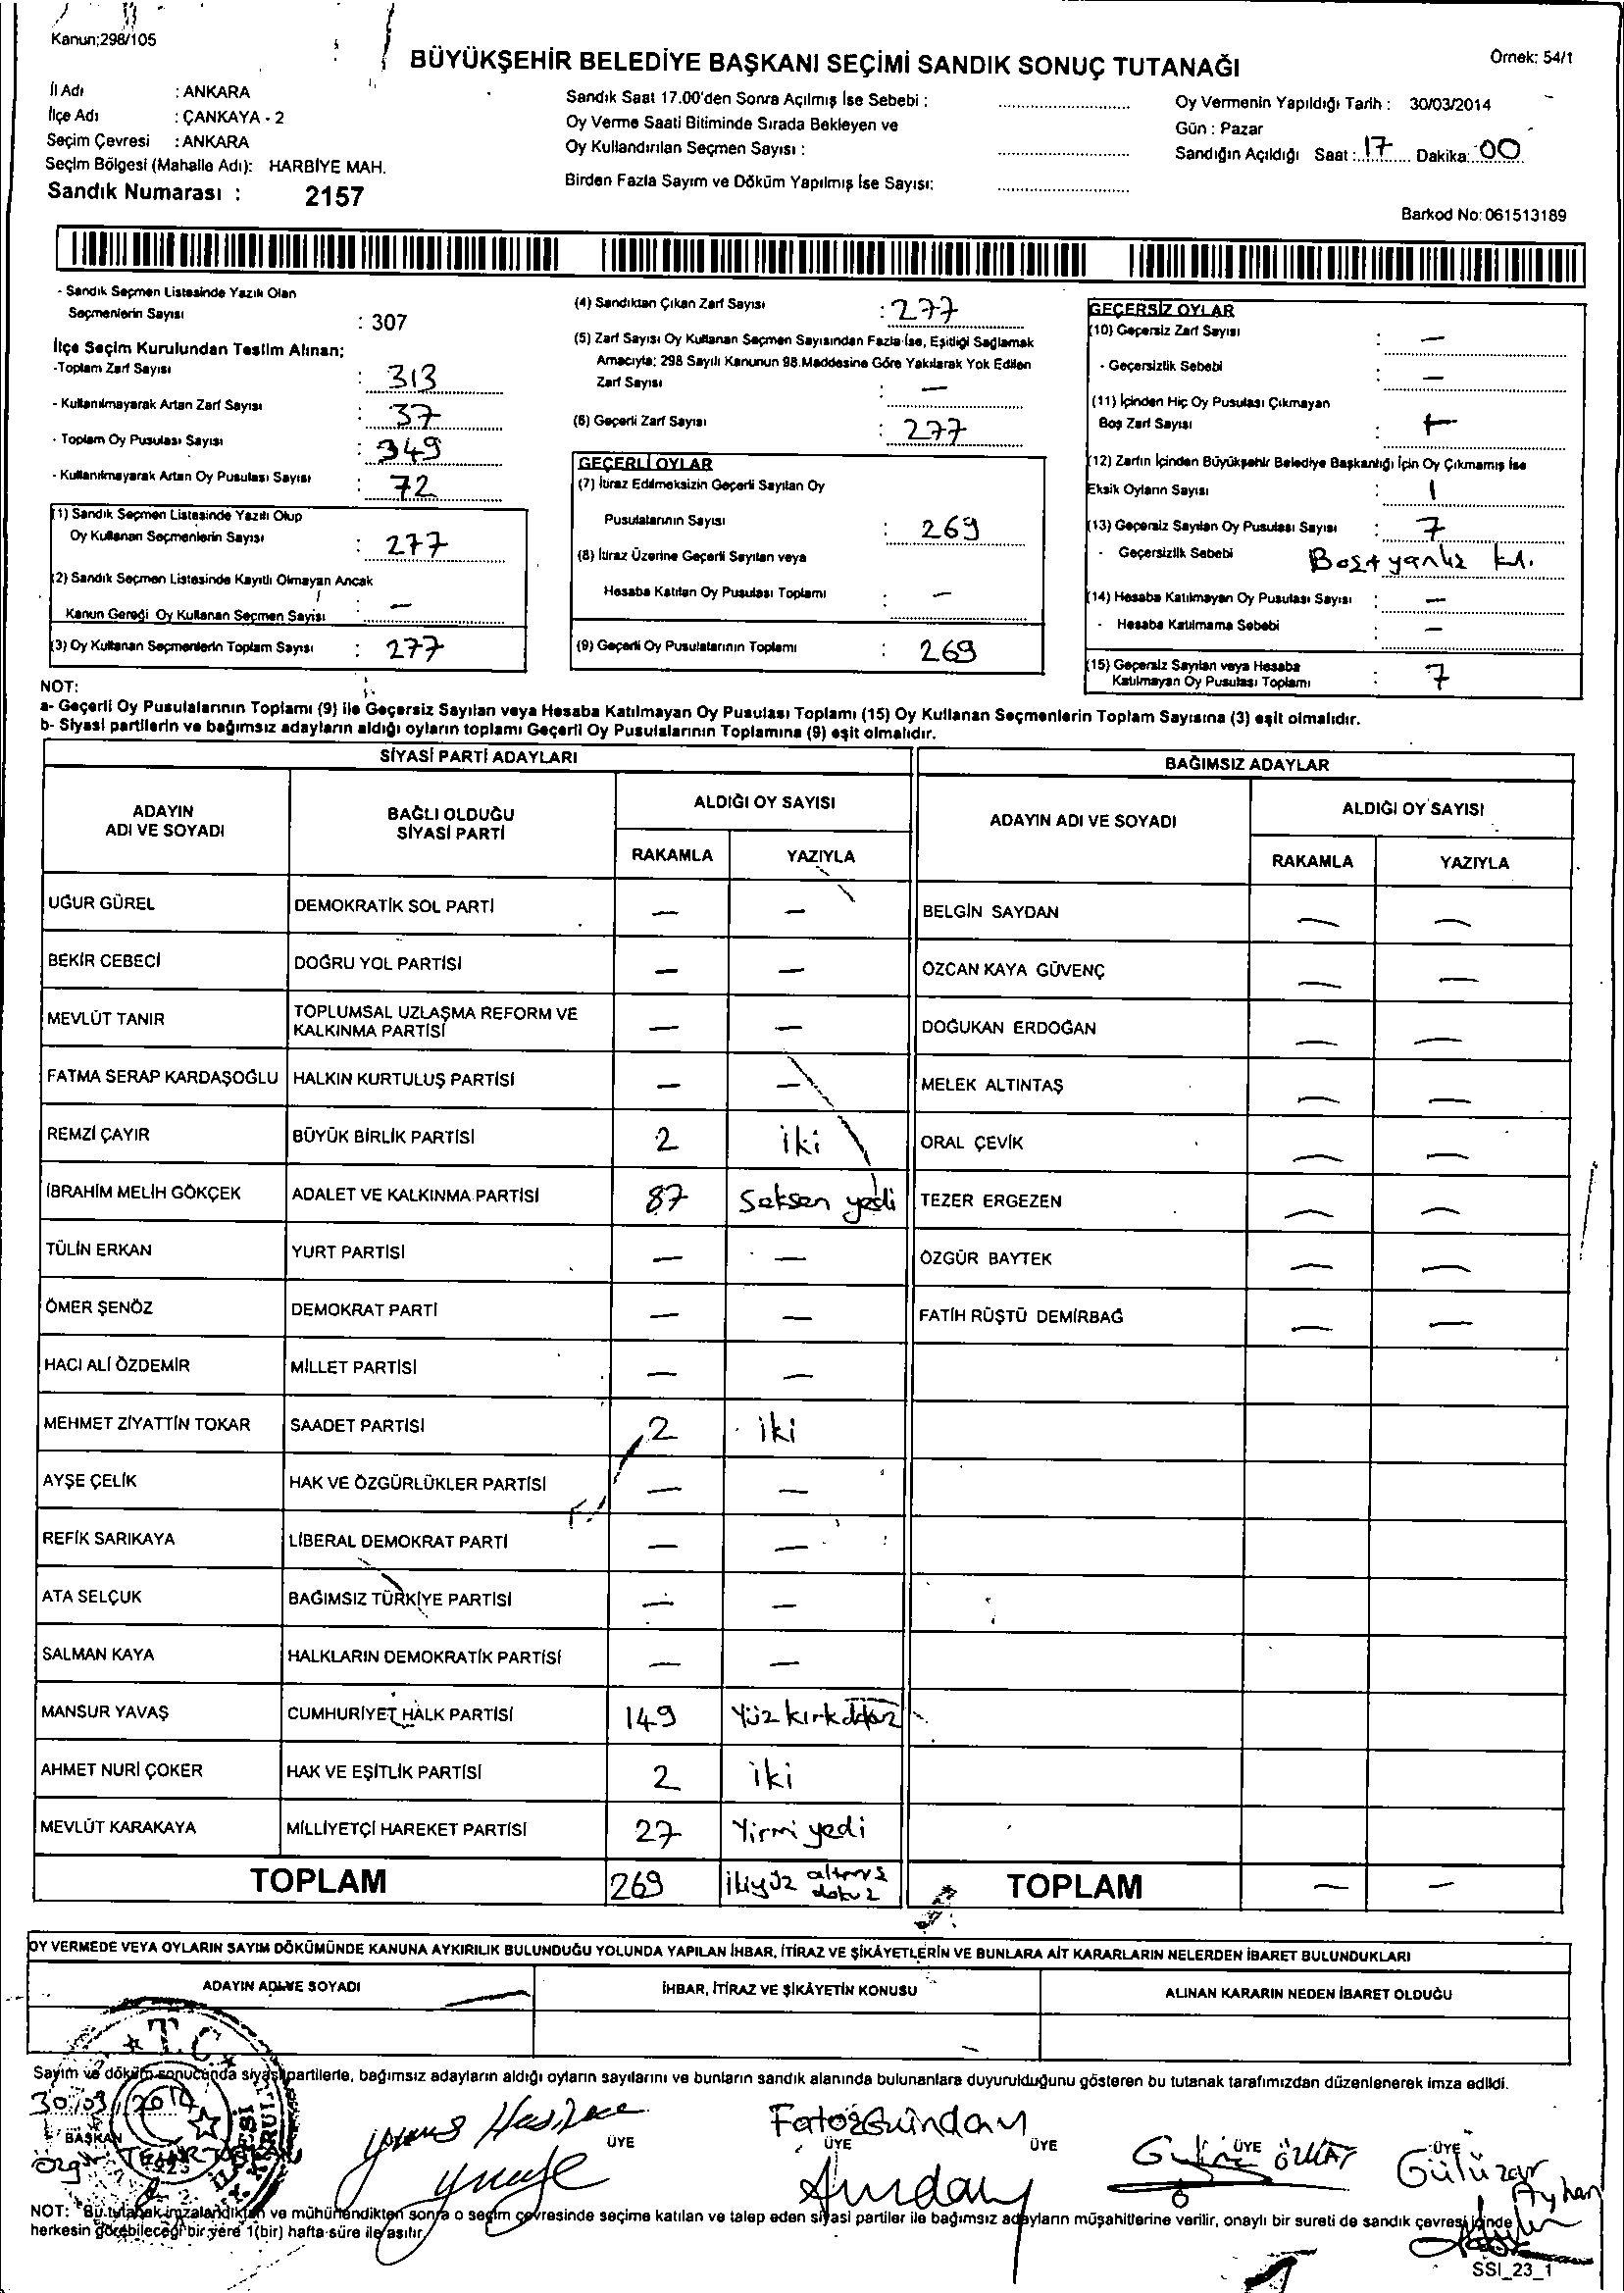 Kanun;298/105
BÜYÜKŞEHİR BELEDİYE BAŞKANI SEÇİMİ SANDIK SONUÇ TUTANAĞI
Örnek: 54/1
İl Adı : ANKARA
İlçe Adı : ÇANKAYA - 2
Seçim Çevresi : ANKARA
Seçim Bölgesi (Mahalle Adı): HARBİYE MAH.
Sandık Numarası : 2157
Sandık Saat 17.00'den Sonra Açılmış İse Sebebi :
Oy Verme Saati Bitiminde Sırada Bekleyen ve
Oy Kullandırılan Seçmen Sayısı :
Birden Fazla Sayım ve Döküm Yapılmış İse Sayısı:
Oy Vermenin Yapıldığı Tarih : 30/03/2014
Gün : Pazar
Sandığın Açıldığı Saat : 17 Dakika: 00
Barkod No: 061513189
- Sandık Seçmen Listesinde Yazılı Olan
Seçmenlerin Sayısı : 307
İlçe Seçim Kurulundan Teslim Alınan;
-Toplam Zarf Sayısı : 313
- Kullanılmayarak Artan Zarf Sayısı : 37
- Toplam Oy Pusulası Sayısı : 349
- Kullanılmayarak Artan Oy Pusulası Sayısı : 72
(1) Sandık Seçmen Listesinde Yazılı Olup
Oy Kullanan Seçmenlerin Sayısı : 277
(2) Sandık Seçmen Listesinde Kayıtlı Olmayan Ancak
Kanun Gereği Oy Kullanan Seçmen Sayısı : —
(3) Oy Kullanan Seçmenlerin Toplam Sayısı : 277
(4) Sandıktan Çıkan Zarf Sayısı : 277
(5) Zarf Sayısı Oy Kullanan Seçmen Sayısından Fazla İse, Eşitliği Sağlamak
Amacıyla; 298 Sayılı Kanunun 98.Maddesine Göre Yakılarak Yok Edilen
Zarf Sayısı : —
(6) Geçerli Zarf Sayısı : 277
GEÇERLİ OYLAR
(7) İtiraz Edilmeksizin Geçerli Sayılan Oy
Pusulalarının Sayısı : 269
(8) İtiraz Üzerine Geçerli Sayılan veya
Hesaba Katılan Oy Pusulası Toplamı : —
(9) Geçerli Oy Pusulalarının Toplamı : 269
GEÇERSİZ OYLAR
(10) Geçersiz Zarf Sayısı : —
- Geçersizlik Sebebi : —
(11) İçinden Hiç Oy Pusulası Çıkmayan
Boş Zarf Sayısı :
(12) Zarfın İçinden Büyükşehir Belediye Başkanlığı İçin Oy Çıkmamış İse
Eksik Oyların Sayısı : 1
(13) Geçersiz Sayılan Oy Pusulası Sayısı : 7
- Geçersizlik Sebebi Boş+yanlız kl.
(14) Hesaba Katılmayan Oy Pusulası Sayısı : —
- Hesaba Katılmama Sebebi : —
(15) Geçersiz Sayılan veya Hesaba
Katılmayan Oy Pusulası Toplamı : 7
NOT:
a- Geçerli Oy Pusulalarının Toplamı (9) ile Geçersiz Sayılan veya Hesaba Katılmayan Oy Pusulası Toplamı (15) Oy Kullanan Seçmenlerin Toplam Sayısına (3) eşit olmalıdır.
b- Siyasi partilerin ve bağımsız adayların aldığı oyların toplamı Geçerli Oy Pusulalarının Toplamına (9) eşit olmalıdır.
SİYASİ PARTİ ADAYLARI
ADAYIN ADI VE SOYADI
BAĞLI OLDUĞU SİYASİ PARTİ
ALDIĞI OY SAYISI
RAKAMLA YAZIYLA
UĞUR GÜREL DEMOKRATİK SOL PARTİ — —
BEKİR CEBECİ DOĞRU YOL PARTİSİ — —
MEVLÜT TANIR TOPLUMSAL UZLAŞMA REFORM VE KALKINMA PARTİSİ — —
FATMA SERAP KARDAŞOĞLU HALKIN KURTULUŞ PARTİSİ — —
REMZİ ÇAYIR BÜYÜK BİRLİK PARTİSİ 2 iki
İBRAHİM MELİH GÖKÇEK ADALET VE KALKINMA PARTİSİ 87 Seksen yedi
TÜLİN ERKAN YURT PARTİSİ — —
ÖMER ŞENÖZ DEMOKRAT PARTİ — —
HACI ALİ ÖZDEMİR MİLLET PARTİSİ — —
MEHMET ZİYATTİN TOKAR SAADET PARTİSİ 2 iki
AYŞE ÇELİK HAK VE ÖZGÜRLÜKLER PARTİSİ — —
REFİK SARIKAYA LİBERAL DEMOKRAT PARTİ — —
ATA SELÇUK BAĞIMSIZ TÜRKİYE PARTİSİ — —
SALMAN KAYA HALKLARIN DEMOKRATİK PARTİSİ — —
MANSUR YAVAŞ CUMHURİYET HALK PARTİSİ 149 Yüz kırk dokuz
AHMET NURİ ÇOKER HAK VE EŞİTLİK PARTİSİ 2 iki
MEVLÜT KARAKAYA MİLLİYETÇİ HAREKET PARTİSİ 27 Yirmi yedi
TOPLAM 269 ikiyüz altmış dokuz
BAĞIMSIZ ADAYLAR
ADAYIN ADI VE SOYADI
ALDIĞI OY SAYISI
RAKAMLA YAZIYLA
BELGİN SAYDAN — —
ÖZCAN KAYA GÜVENÇ — —
DOĞUKAN ERDOĞAN — —
MELEK ALTINTAŞ — —
ORAL ÇEVİK — —
TEZER ERGEZEN — —
ÖZGÜR BAYTEK — —
FATİH RÜŞTÜ DEMİRBAĞ — —
TOPLAM — —
OY VERMEDE VEYA OYLARIN SAYIM DÖKÜMÜNDE KANUNA AYKIRILIK BULUNDUĞU YOLUNDA YAPILAN İHBAR, İTİRAZ VE ŞİKÂYETLERİN VE BUNLARA AİT KARARLARIN NELERDEN İBARET BULUNDUKLARI
ADAYIN ADI VE SOYADI
İHBAR, İTİRAZ VE ŞİKÂYETİN KONUSU
ALINAN KARARIN NEDEN İBARET OLDUĞU
T.C.
Sayım ve döküm sonucunda siyasi partilerle, bağımsız adayların aldığı oyların sayılarını ve bunların sandık alanında bulunanlara duyurulduğunu gösteren bu tutanak tarafımızdan düzenlenerek imza edildi.
30/03/2014
BAŞKAN ÜYE ÜYE ÜYE ÜYE ÜYE
Fatoş Günday
Gülüzar Ayhan
NOT: Bu tutanak imzalandıktan ve mühürlendikten sonra o seçim çevresinde seçime katılan ve talep eden siyasi partiler ile bağımsız adayların müşahitlerine verilir, onaylı bir sureti de sandık çevresi içinde
herkesin görebileceği bir yere 1(bir) hafta süre ile asılır.
SSI_23_1